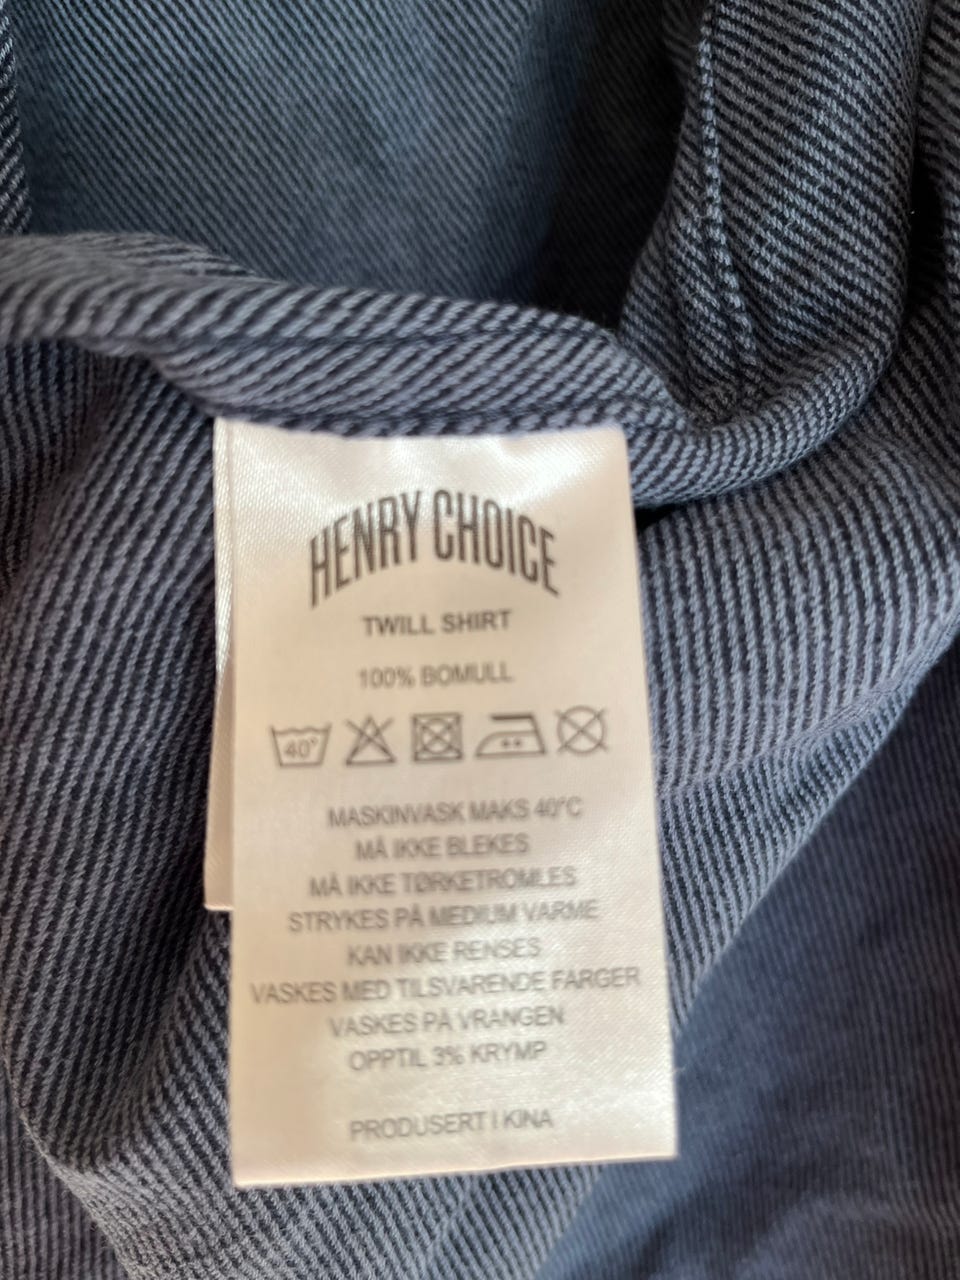 HENRY CHOICE
TWILL SHIRT
100% BOMULL
40°
MASKINVASK MAKS 40°C
MÅ IKKE BLEKES
MÅ IKKE TØRKETROMLES
STRYKES PÅ MEDIUM VARME
KAN IKKE RENSES
VASKES MED TILSVARENDE FARGER
VASKES PÅ VRANGEN
OPPTIL 3% KRYMP
PRODUSERT I KINA